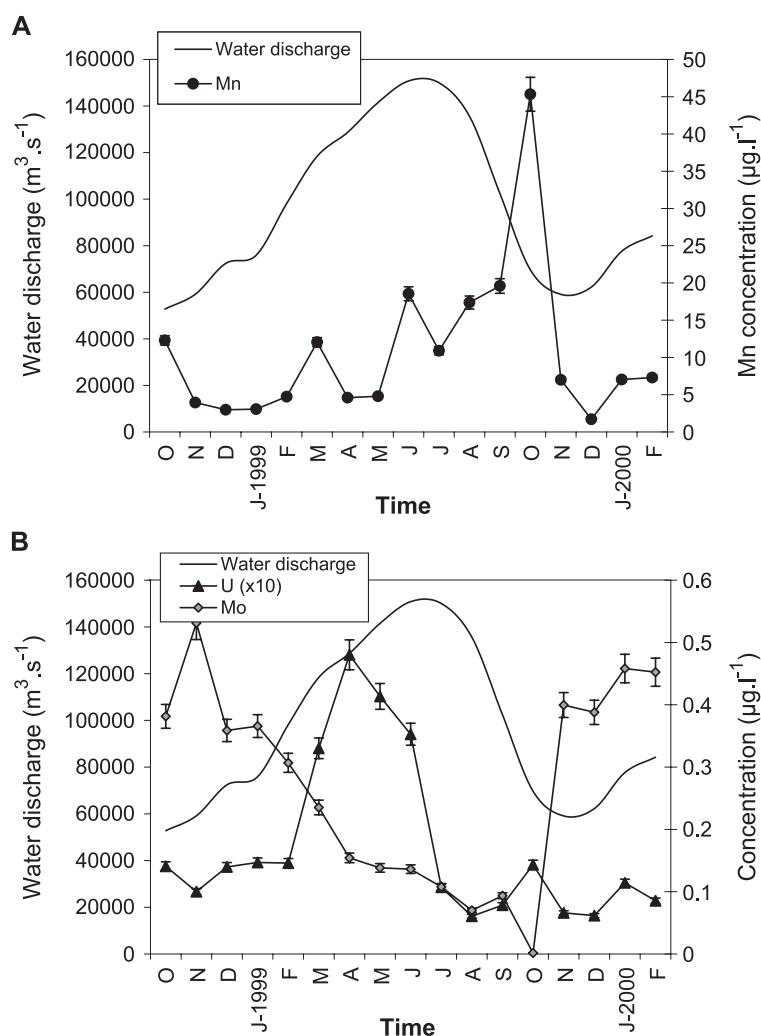 A
Water discharge
Mn
160000
140000
120000
100000
80000
60000
40000
20000
0
Water discharge (m³.s⁻¹)
50
45
40
35
30
25
20
15
10
5
0
Mn concentration (µg.l⁻¹)
O N D J-1999 F M A M J J A S O N D J-2000 F
Time
B
Water discharge
U (x10)
Mo
160000
140000
120000
100000
80000
60000
40000
20000
0
Water discharge (m³.s⁻¹)
0.6
0.5
0.4
0.3
0.2
0.1
0
Concentration (µg.l⁻¹)
O N D J-1999 F M A M J J A S O N D J-2000 F
Time